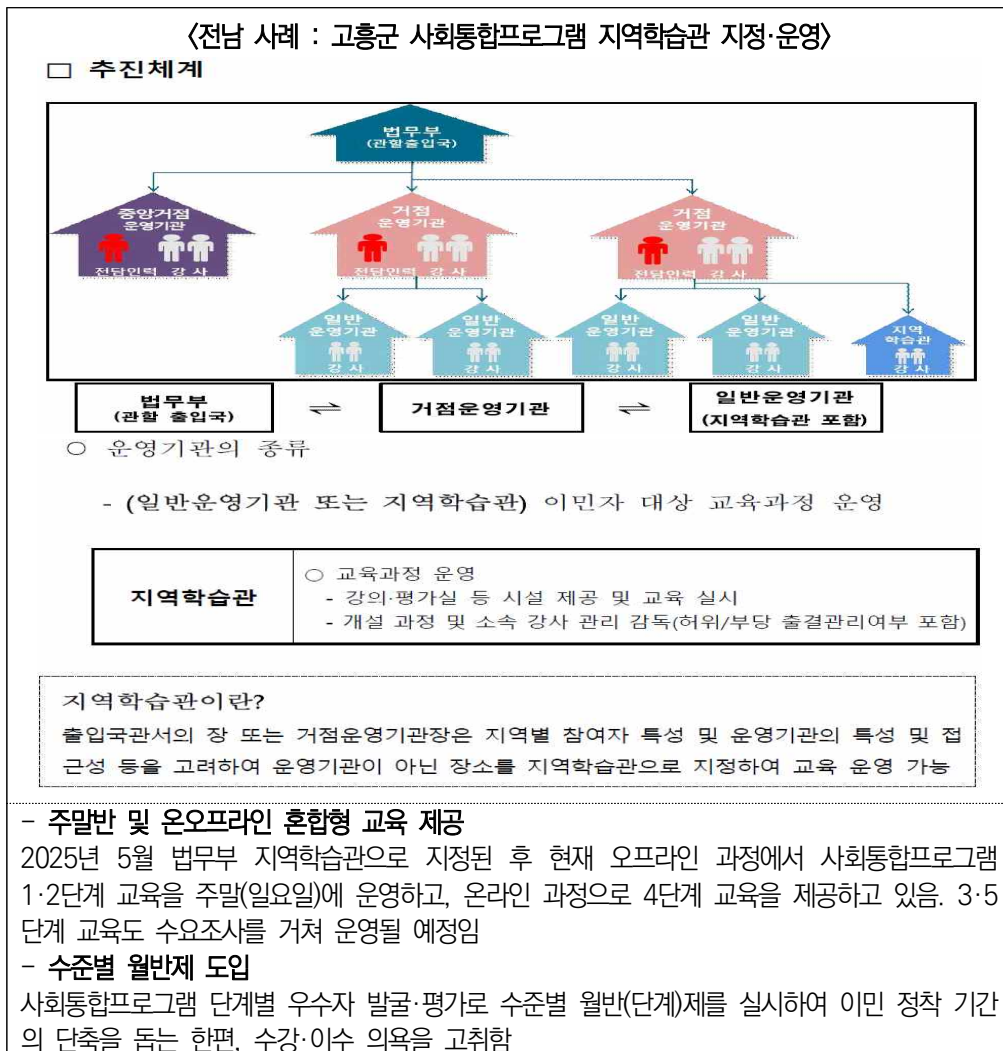 <전남 사례 : 고흥군 사회통합프로그램 지역학습관 지정·운영>
□ 추진체계
법무부
(관할출입국)
중앙거점
운영기관
전담인력 강사
거점
운영기관
전담인력 강사
거점
운영기관
전담인력 강사
일반
운영기관
강사
일반
운영기관
강사
일반
운영기관
강사
일반
운영기관
강사
지역
학습관
강사
법무부
(관할 출입국)
⇌
거점운영기관
⇌
일반운영기관
(지역학습관 포함)
○ 운영기관의 종류
- (일반운영기관 또는 지역학습관) 이민자 대상 교육과정 운영
지역학습관
○ 교육과정 운영
- 강의·평가실 등 시설 제공 및 교육 실시
- 개설 과정 및 소속 강사 관리 감독(허위/부당 출결관리여부 포함)
지역학습관이란?
출입국관서의 장 또는 거점운영기관장은 지역별 참여자 특성 및 운영기관의 특성 및 접
근성 등을 고려하여 운영기관이 아닌 장소를 지역학습관으로 지정하여 교육 운영 가능
- 주말반 및 온오프라인 혼합형 교육 제공
2025년 5월 법무부 지역학습관으로 지정된 후 현재 오프라인 과정에서 사회통합프로그램
1·2단계 교육을 주말(일요일)에 운영하고, 온라인 과정으로 4단계 교육을 제공하고 있음. 3·5
단계 교육도 수요조사를 거쳐 운영될 예정임
- 수준별 월반제 도입
사회통합프로그램 단계별 우수자 발굴·평가로 수준별 월반(단계)제를 실시하여 이민 정착 기간
의 단축을 돕는 한편, 수강·이수 의욕을 고취함